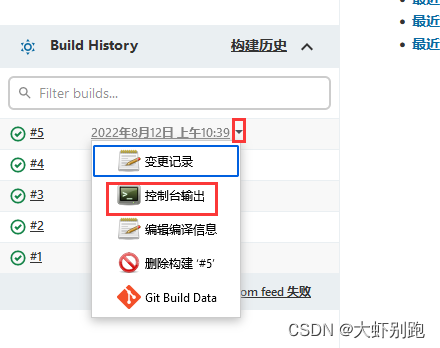 最近
最近
最近
Build History 构建历史
Filter builds...
#5 2022年8月12日 上午10:39
变更记录
#4
控制台输出
#3
编辑编译信息
#2
删除构建 '#5'
#1
Git Build Data
om feed 失败
CSDN @大虾别跑